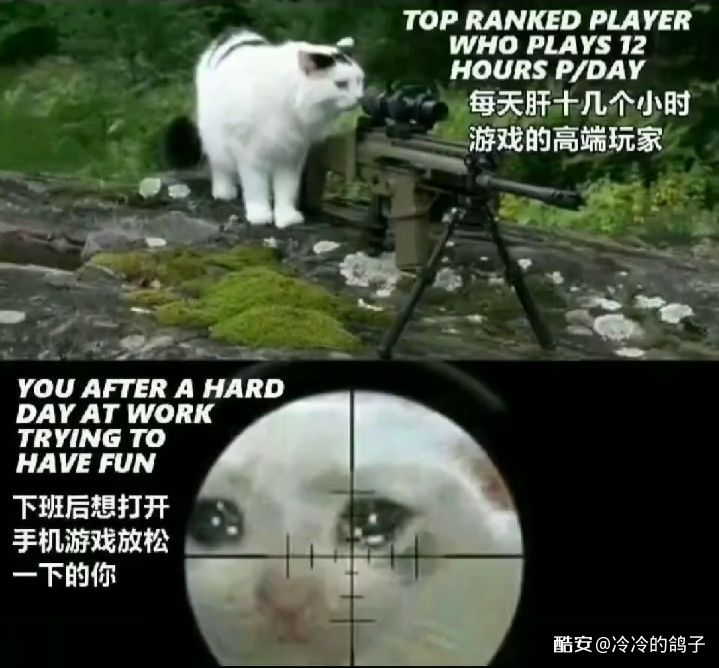 TOP RANKED PLAYER
WHO PLAYS 12
HOURS P/DAY
每天肝十几个小时
游戏的高端玩家
YOU AFTER A HARD
DAY AT WORK
TRYING TO
HAVE FUN
下班后想打开
手机游戏放松
一下的你
酷安@冷冷的鸽子